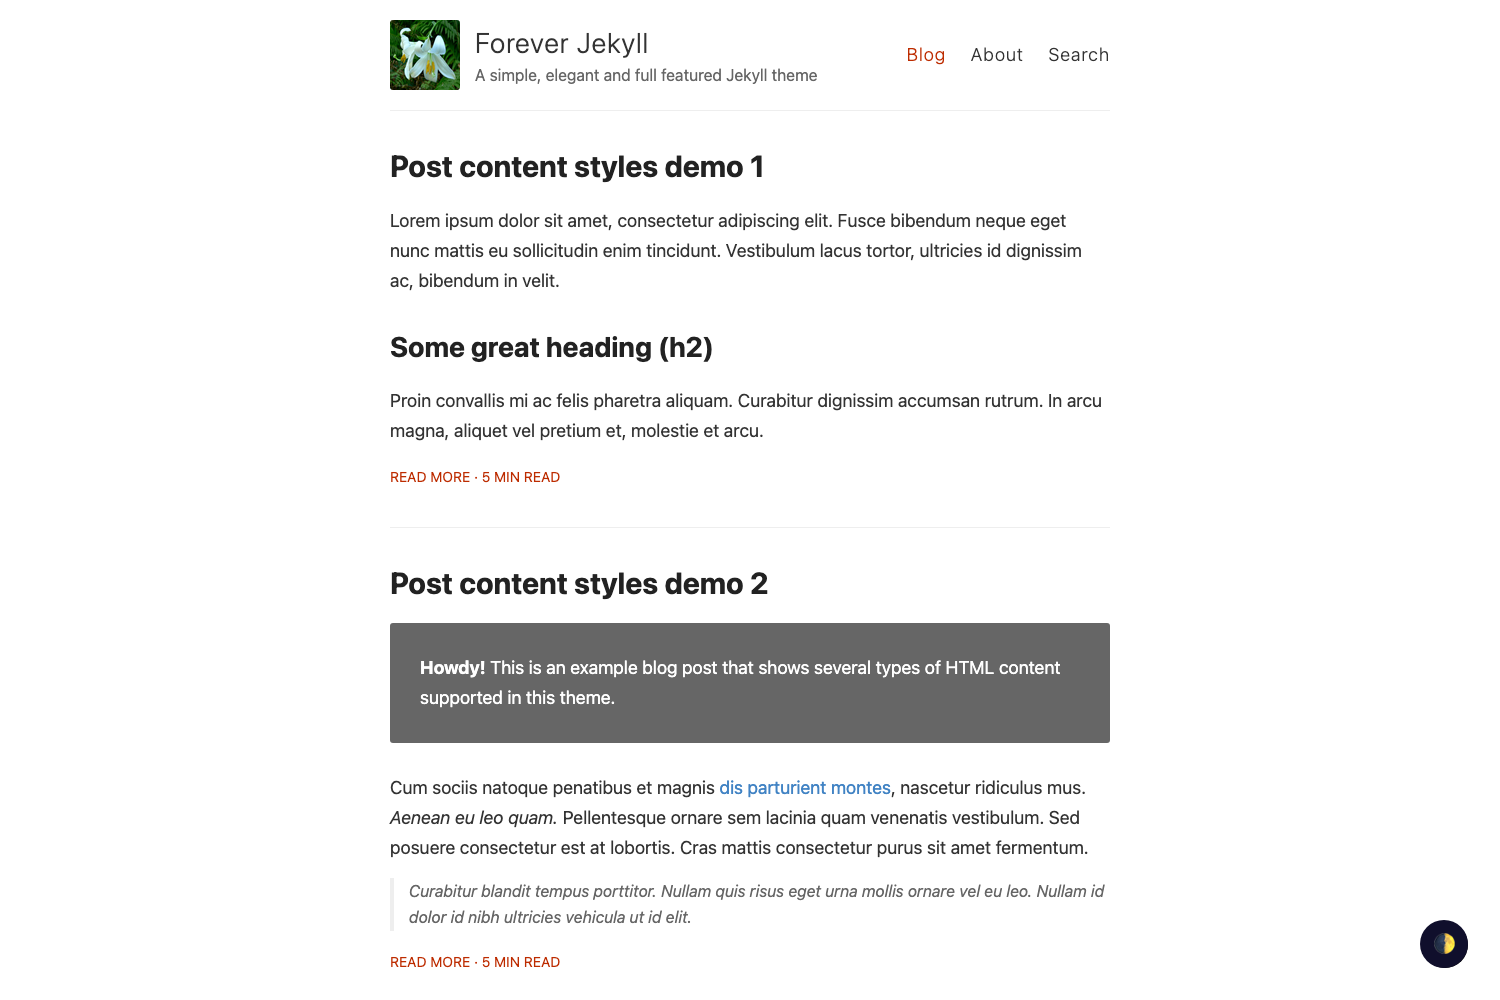 Forever Jekyll
A simple, elegant and full featured Jekyll theme
Blog About Search
Post content styles demo 1
Lorem ipsum dolor sit amet, consectetur adipiscing elit. Fusce bibendum neque eget
nunc mattis eu sollicitudin enim tincidunt. Vestibulum lacus tortor, ultricies id dignissim
ac, bibendum in velit.
Some great heading (h2)
Proin convallis mi ac felis pharetra aliquam. Curabitur dignissim accumsan rutrum. In arcu
magna, aliquet vel pretium et, molestie et arcu.
READ MORE · 5 MIN READ
Post content styles demo 2
Howdy! This is an example blog post that shows several types of HTML content
supported in this theme.
Cum sociis natoque penatibus et magnis dis parturient montes, nascetur ridiculus mus.
Aenean eu leo quam. Pellentesque ornare sem lacinia quam venenatis vestibulum. Sed
posuere consectetur est at lobortis. Cras mattis consectetur purus sit amet fermentum.
Curabitur blandit tempus porttitor. Nullam quis risus eget urna mollis ornare vel eu leo. Nullam id
dolor id nibh ultricies vehicula ut id elit.
READ MORE · 5 MIN READ